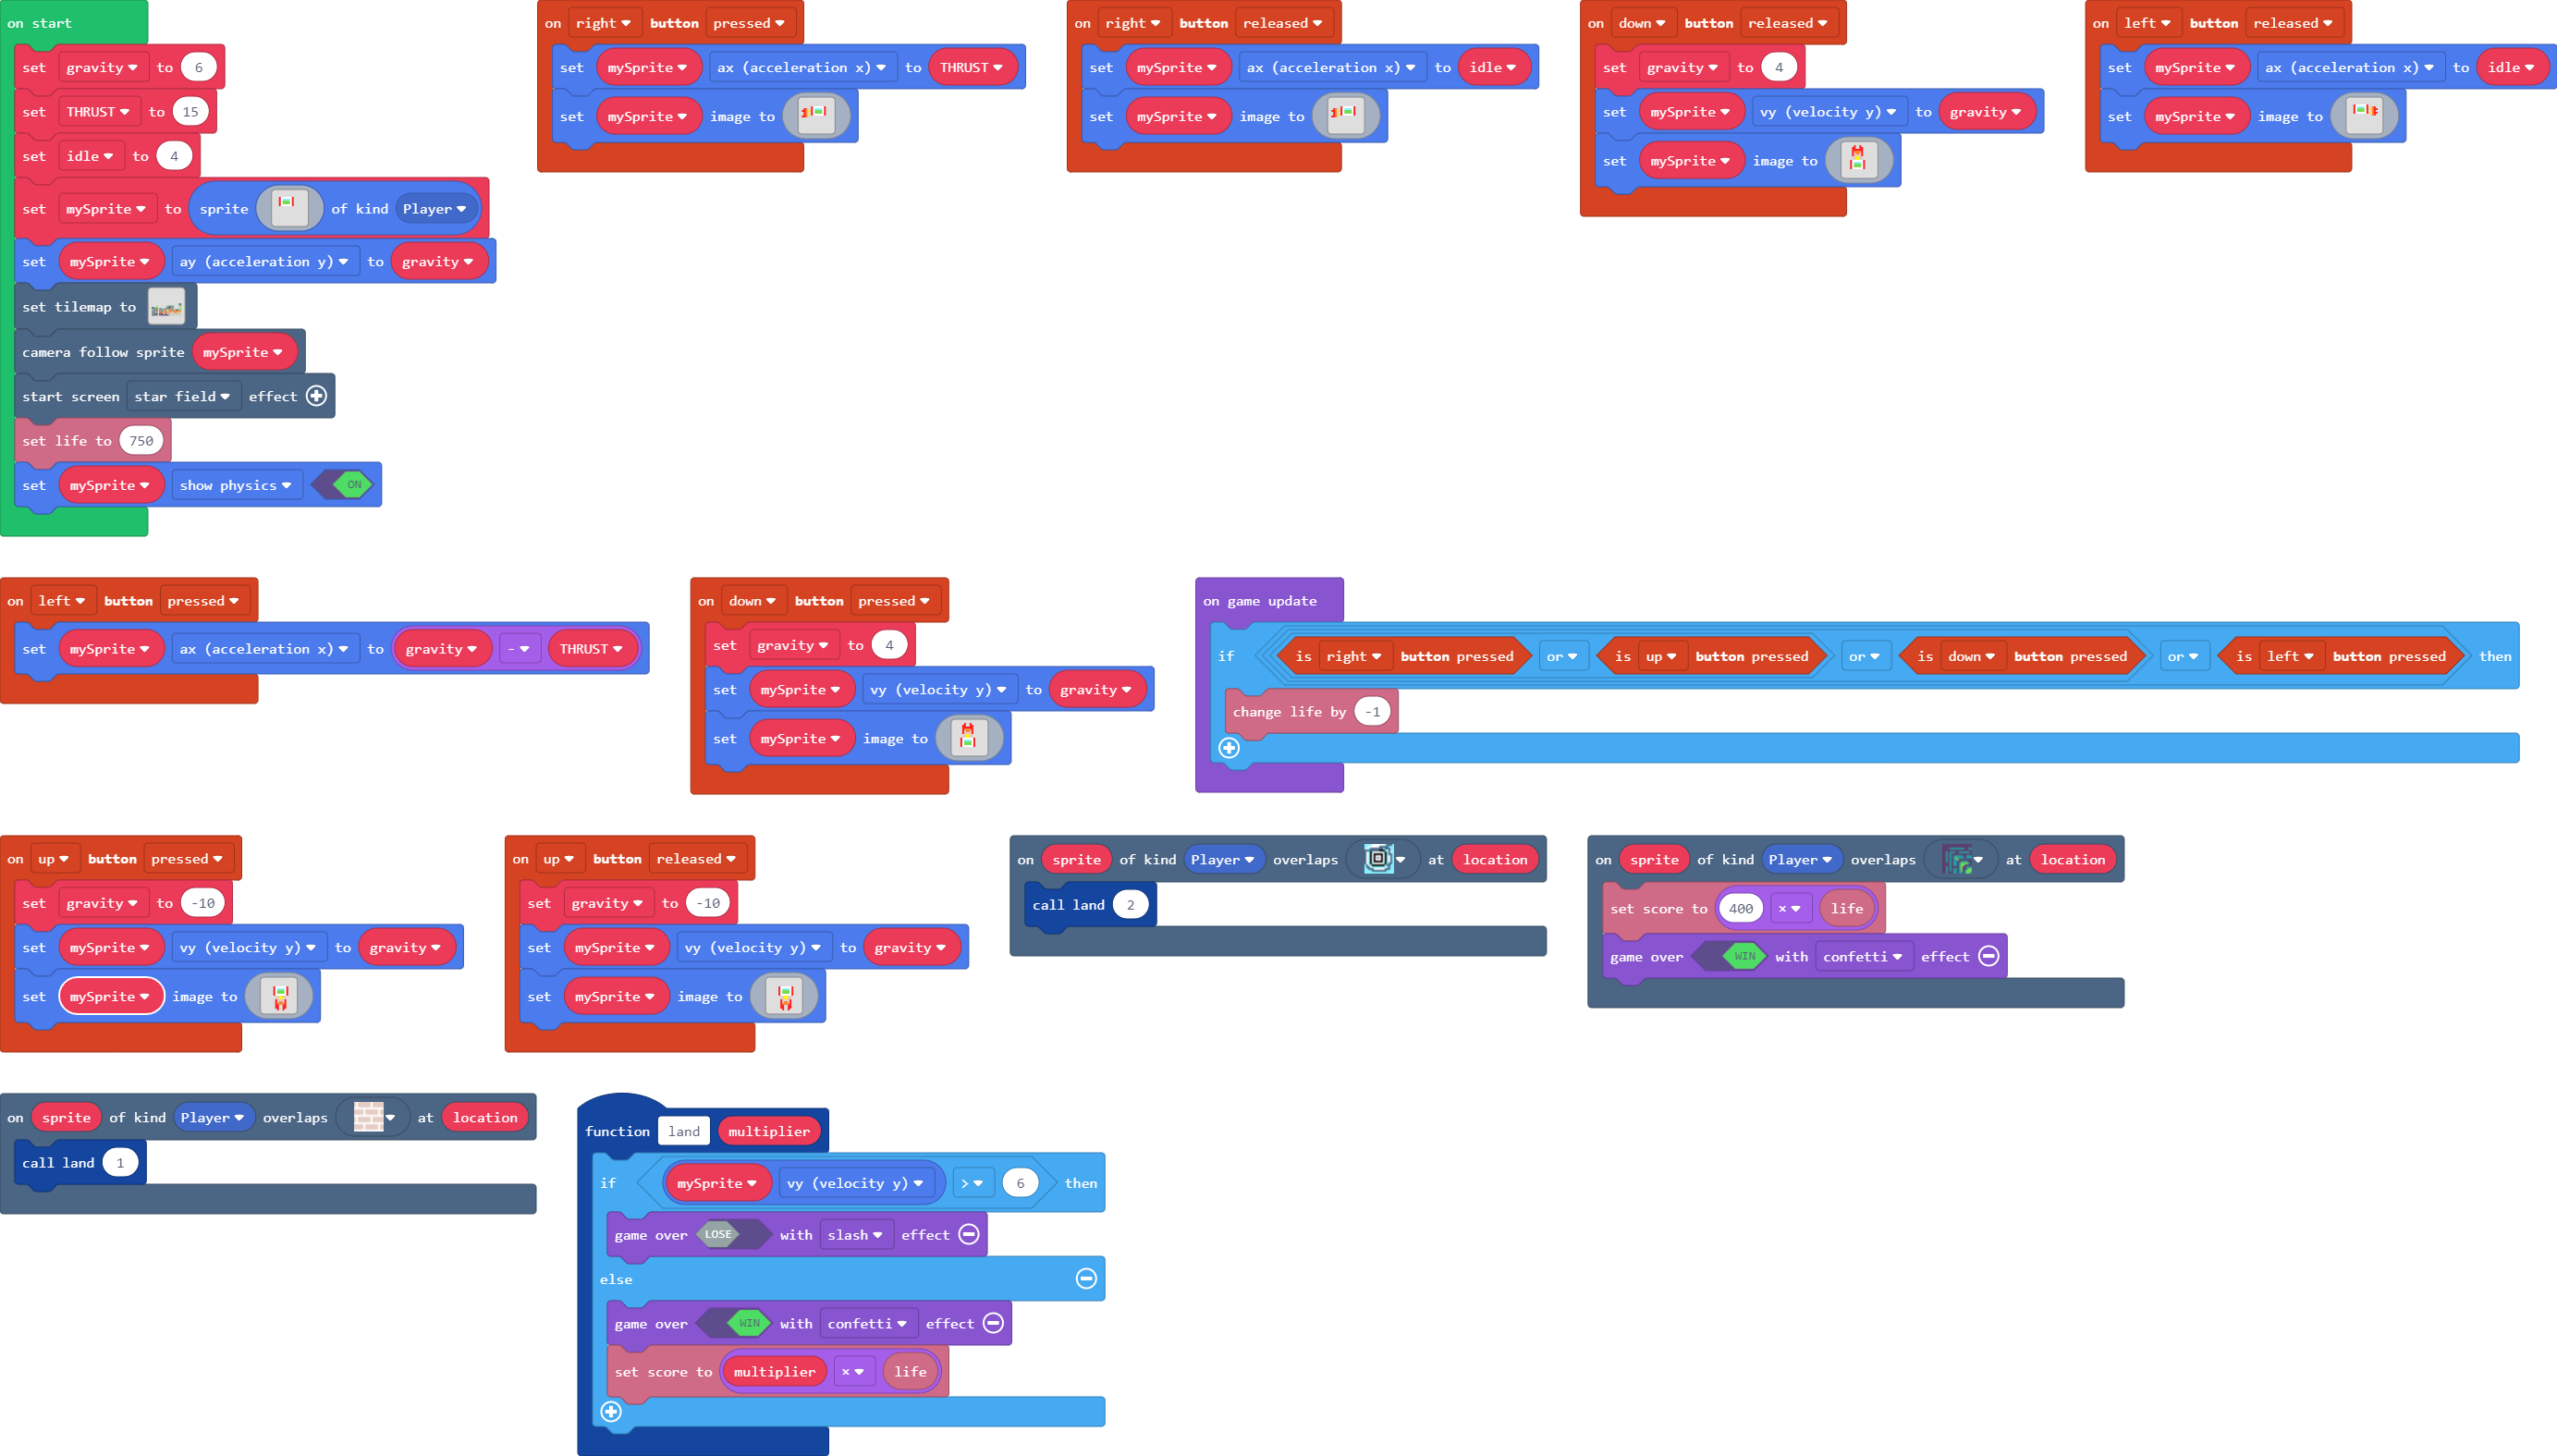 on start
set gravity to 6
set THRUST to 15
set idle to 4
set mySprite to sprite of kind Player
set mySprite ay (acceleration y) to gravity
set tilemap to
camera follow sprite mySprite
start screen star field effect
set life to 750
set mySprite show physics ON
on right button pressed
set mySprite ax (acceleration x) to THRUST
set mySprite image to
on right button released
set mySprite ax (acceleration x) to idle
set mySprite image to
on down button released
set gravity to 4
set mySprite vy (velocity y) to gravity
set mySprite image to
on left button released
set mySprite ax (acceleration x) to idle
set mySprite image to
on left button pressed
set mySprite ax (acceleration x) to gravity - THRUST
on down button pressed
set gravity to 4
set mySprite vy (velocity y) to gravity
set mySprite image to
on game update
if is right button pressed or is up button pressed or is down button pressed or is left button pressed then
change life by -1
on up button pressed
set gravity to -10
set mySprite vy (velocity y) to gravity
set mySprite image to
on up button released
set gravity to -10
set mySprite vy (velocity y) to gravity
set mySprite image to
on sprite of kind Player overlaps at location
call land 2
on sprite of kind Player overlaps at location
set score to 400 × life
game over WIN with confetti effect
on sprite of kind Player overlaps at location
call land 1
function land multiplier
if mySprite vy (velocity y) > 6 then
game over LOSE with slash effect
else
game over WIN with confetti effect
set score to multiplier × life